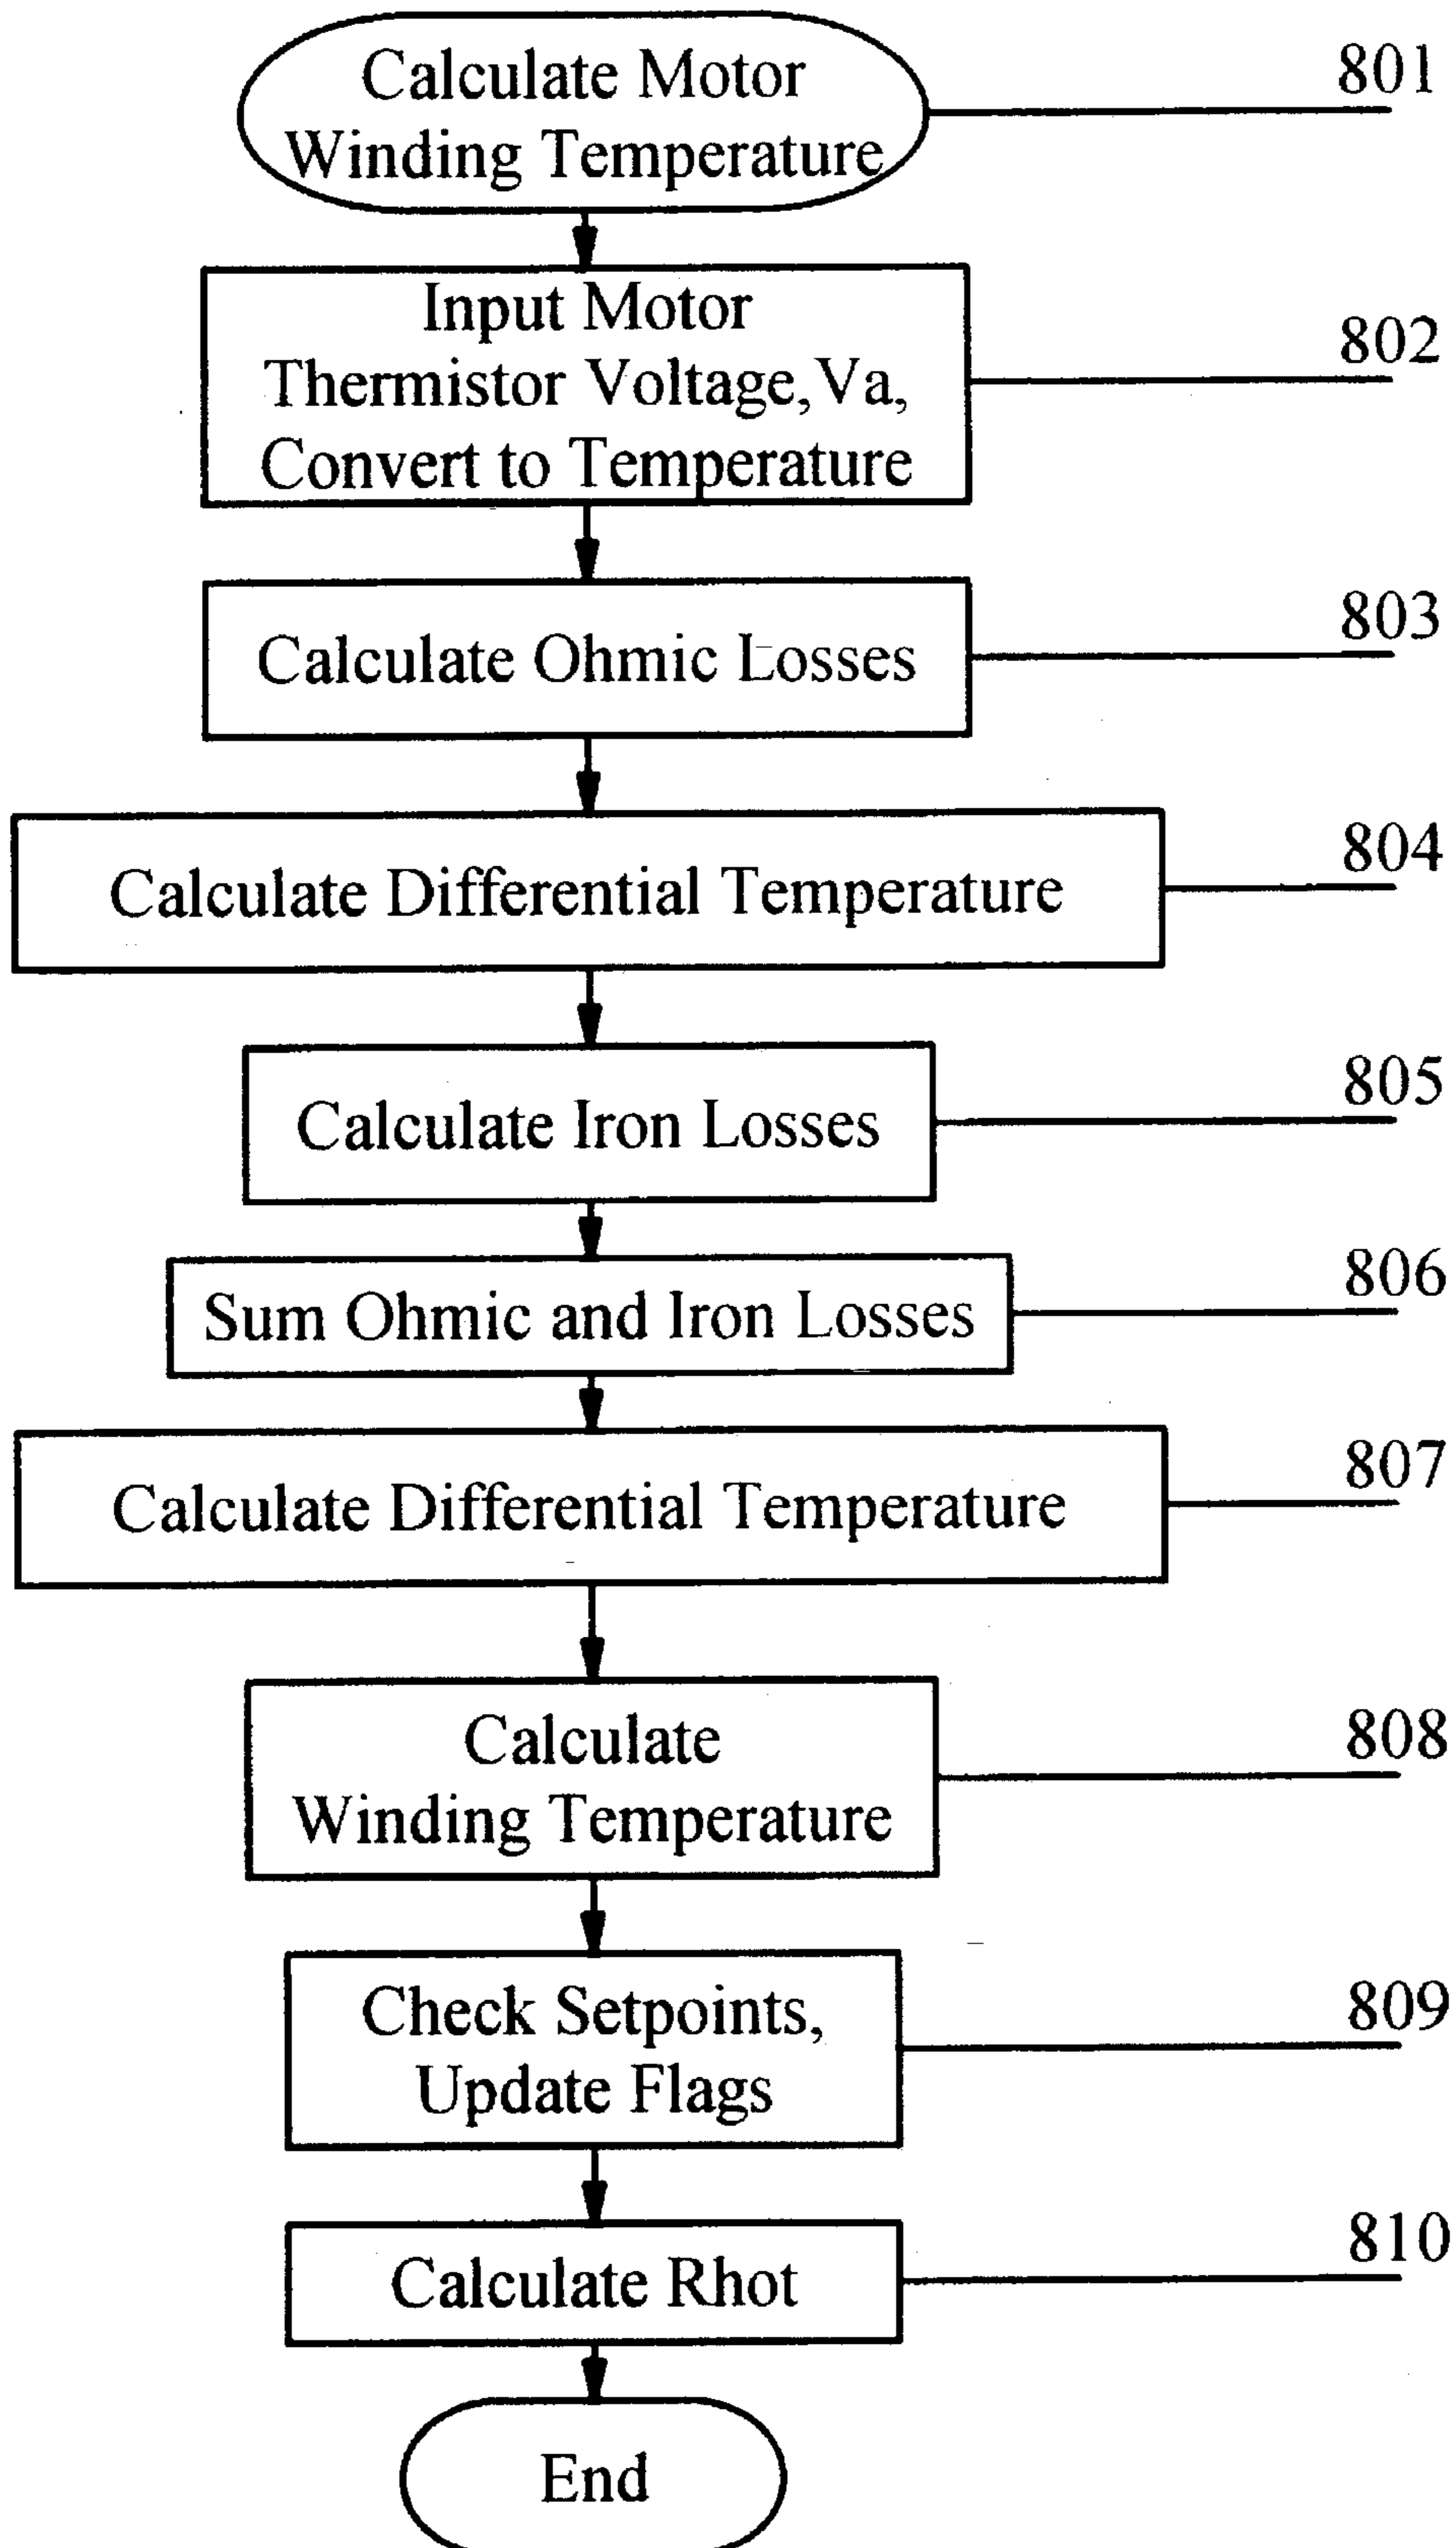 Calculate Motor
Winding Temperature
801
Input Motor
Thermistor Voltage, Va,
Convert to Temperature
802
Calculate Ohmic Losses
803
Calculate Differential Temperature
804
Calculate Iron Losses
805
Sum Ohmic and Iron Losses
806
Calculate Differential Temperature
807
Calculate
Winding Temperature
808
Check Setpoints,
Update Flags
809
Calculate Rhot
810
End